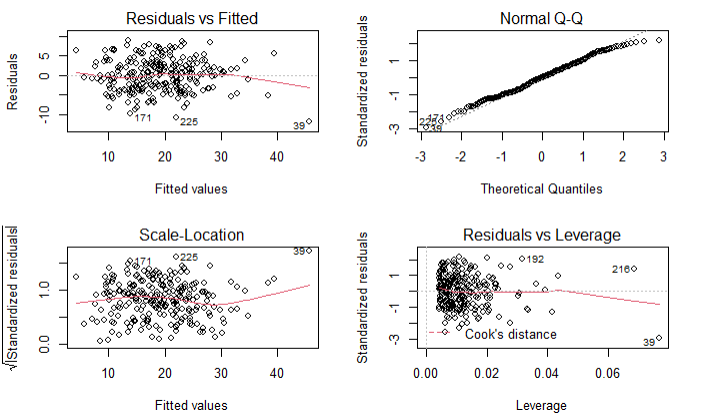 Residuals vs Fitted
Residuals
5
0
-10
171
225
39
10 20 30 40
Fitted values
Normal Q-Q
Standardized residuals
1
-1
-3
171
225
39
-3 -2 -1 0 1 2 3
Theoretical Quantiles
Scale-Location
√|Standardized residuals|
1.0
0.0
171
225
39
10 20 30 40
Fitted values
Residuals vs Leverage
Standardized residuals
1
-1
-3
192
216
39
Cook's distance
0.00 0.02 0.04 0.06
Leverage